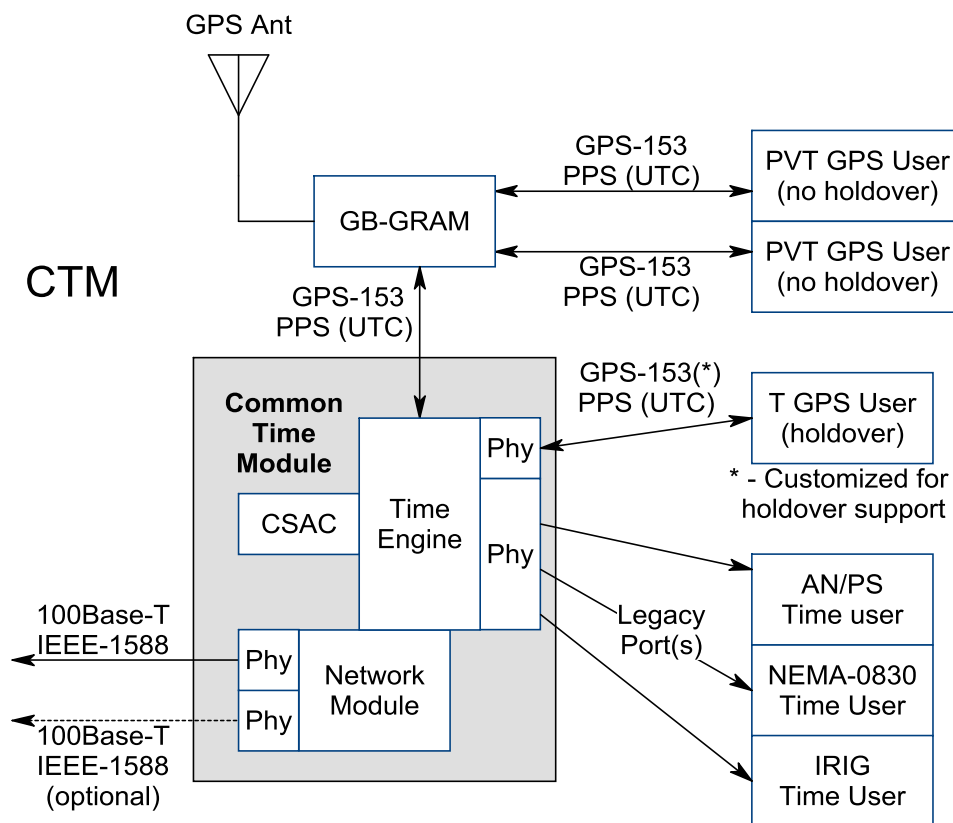 GPS Ant
GPS-153
PPS (UTC)
PVT GPS User
(no holdover)
GB-GRAM
PVT GPS User
(no holdover)
GPS-153
PPS (UTC)
CTM
GPS-153
PPS (UTC)
GPS-153(*)
PPS (UTC)
T GPS User
(holdover)
* - Customized for
holdover support
Common
Time
Module
Phy
CSAC
Time
Engine
Phy
Legacy
Port(s)
AN/PS
Time user
NEMA-0830
Time User
IRIG
Time User
100Base-T
IEEE-1588
Phy
Network
Module
Phy
100Base-T
IEEE-1588
(optional)